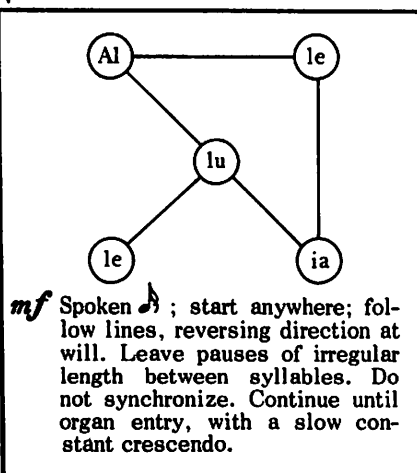 Al le
lu
le ia
mf Spoken ; start anywhere; fol-
low lines, reversing direction at
will. Leave pauses of irregular
length between syllables. Do
not synchronize. Continue until
organ entry, with a slow con-
stant crescendo.